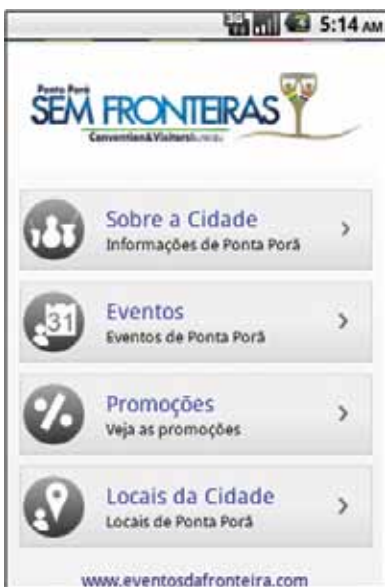 5:14 AM
Ponta Porã
SEM FRONTEIRAS
Convention&Visitors Bureau
Sobre a Cidade
Informações de Ponta Porã
31
Eventos
Eventos de Ponta Porã
%
Promoções
Veja as promoções
Locais da Cidade
Locais de Ponta Porã
www.eventosdafronteira.com